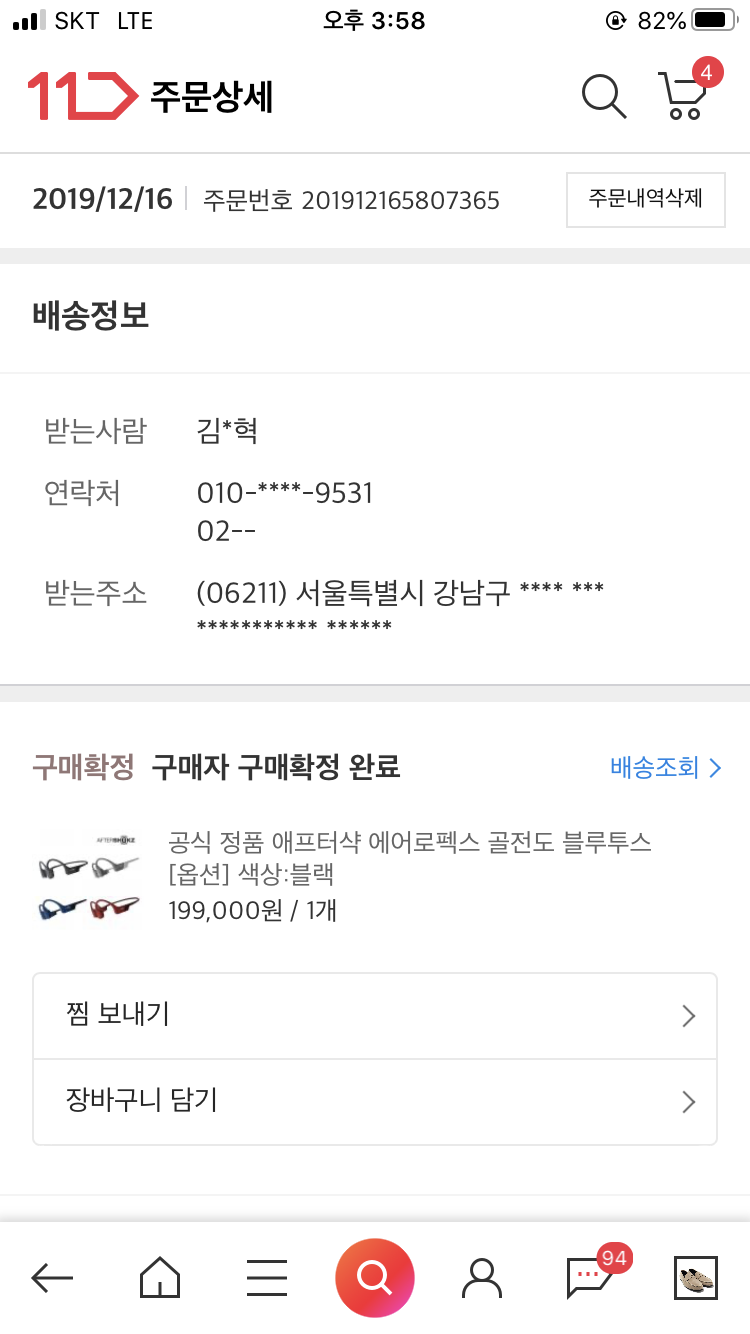 SKT LTE 오후 3:58 82%
11 주문상세 4
2019/12/16 주문번호 201912165807365 주문내역삭제
배송정보
받는사람 김*혁
연락처 010-****-9531
02--
받는주소 (06211) 서울특별시 강남구 **** ***
*********** ******
구매확정 구매자 구매확정 완료 배송조회
AFTERSHOKZ
공식 정품 애프터샥 에어로펙스 골전도 블루투스
[옵션] 색상:블랙
199,000원 / 1개
찜 보내기
장바구니 담기
94